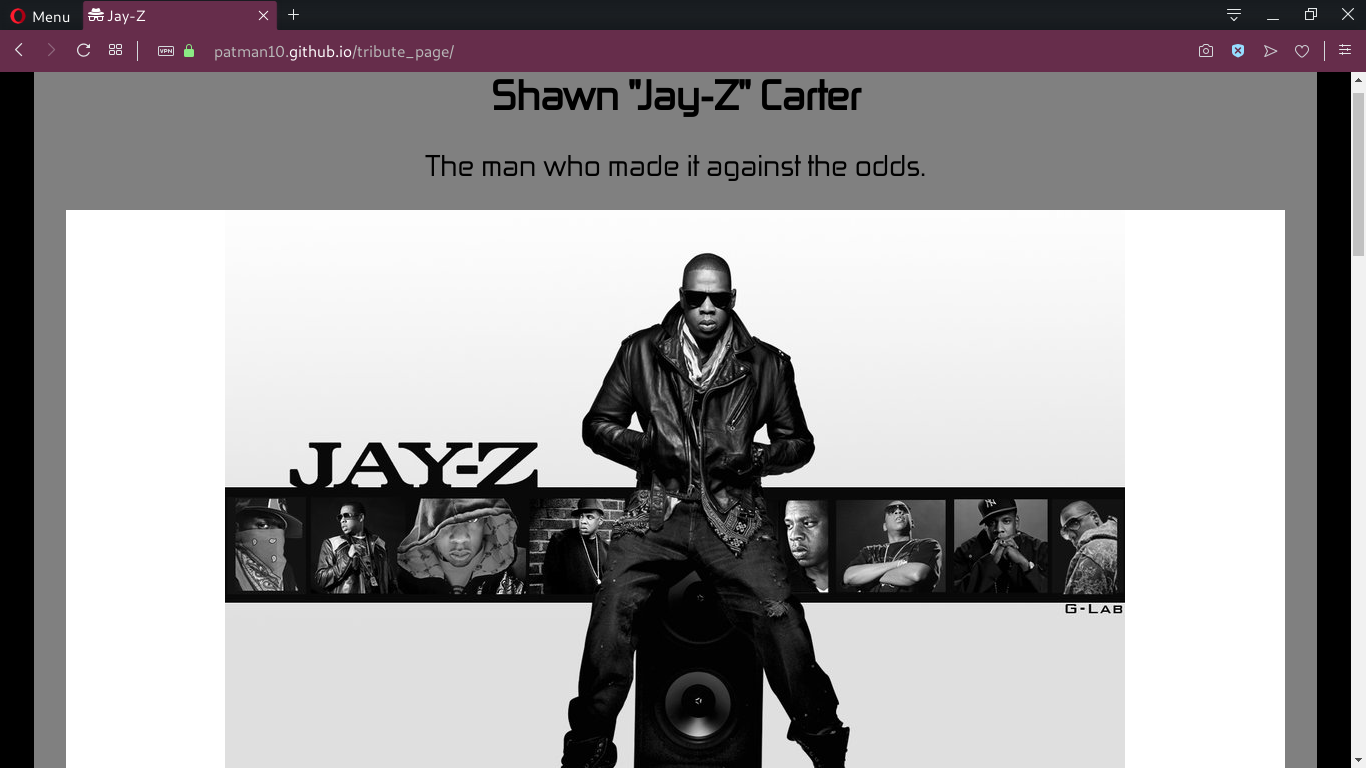 Menu
Jay-Z
VPN
patman10.github.io/tribute_page/
Shawn "Jay-Z" Carter
The man who made it against the odds.
JAY-Z
G-LAB